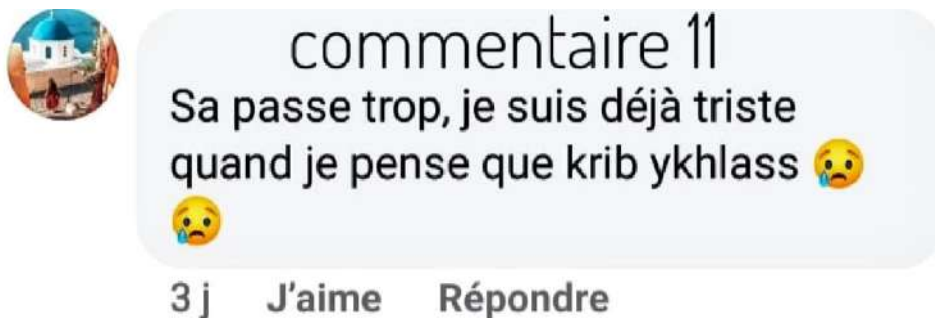 commentaire 11
Sa passe trop, je suis déjà triste
quand je pense que krib ykhlass 😢
😢
3 j J'aime Répondre